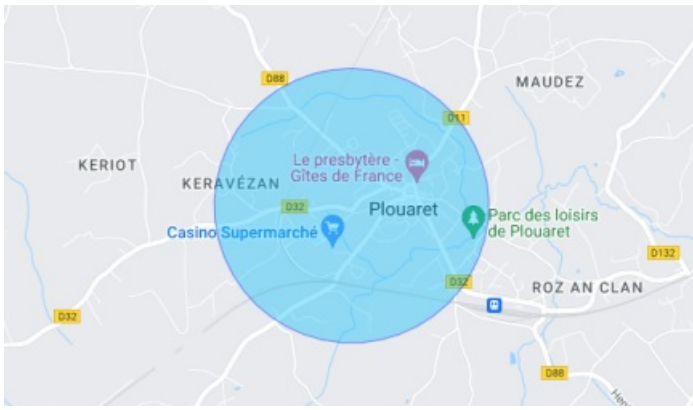 D88
MAUDEZ
D11
Le presbytère -
Gîtes de France
KERIOT
KERAVÉZAN
D32
Plouaret
Casino Supermarché
Parc des loisirs
de Plouaret
D132
D32
ROZ AN CLAN
D32
D88